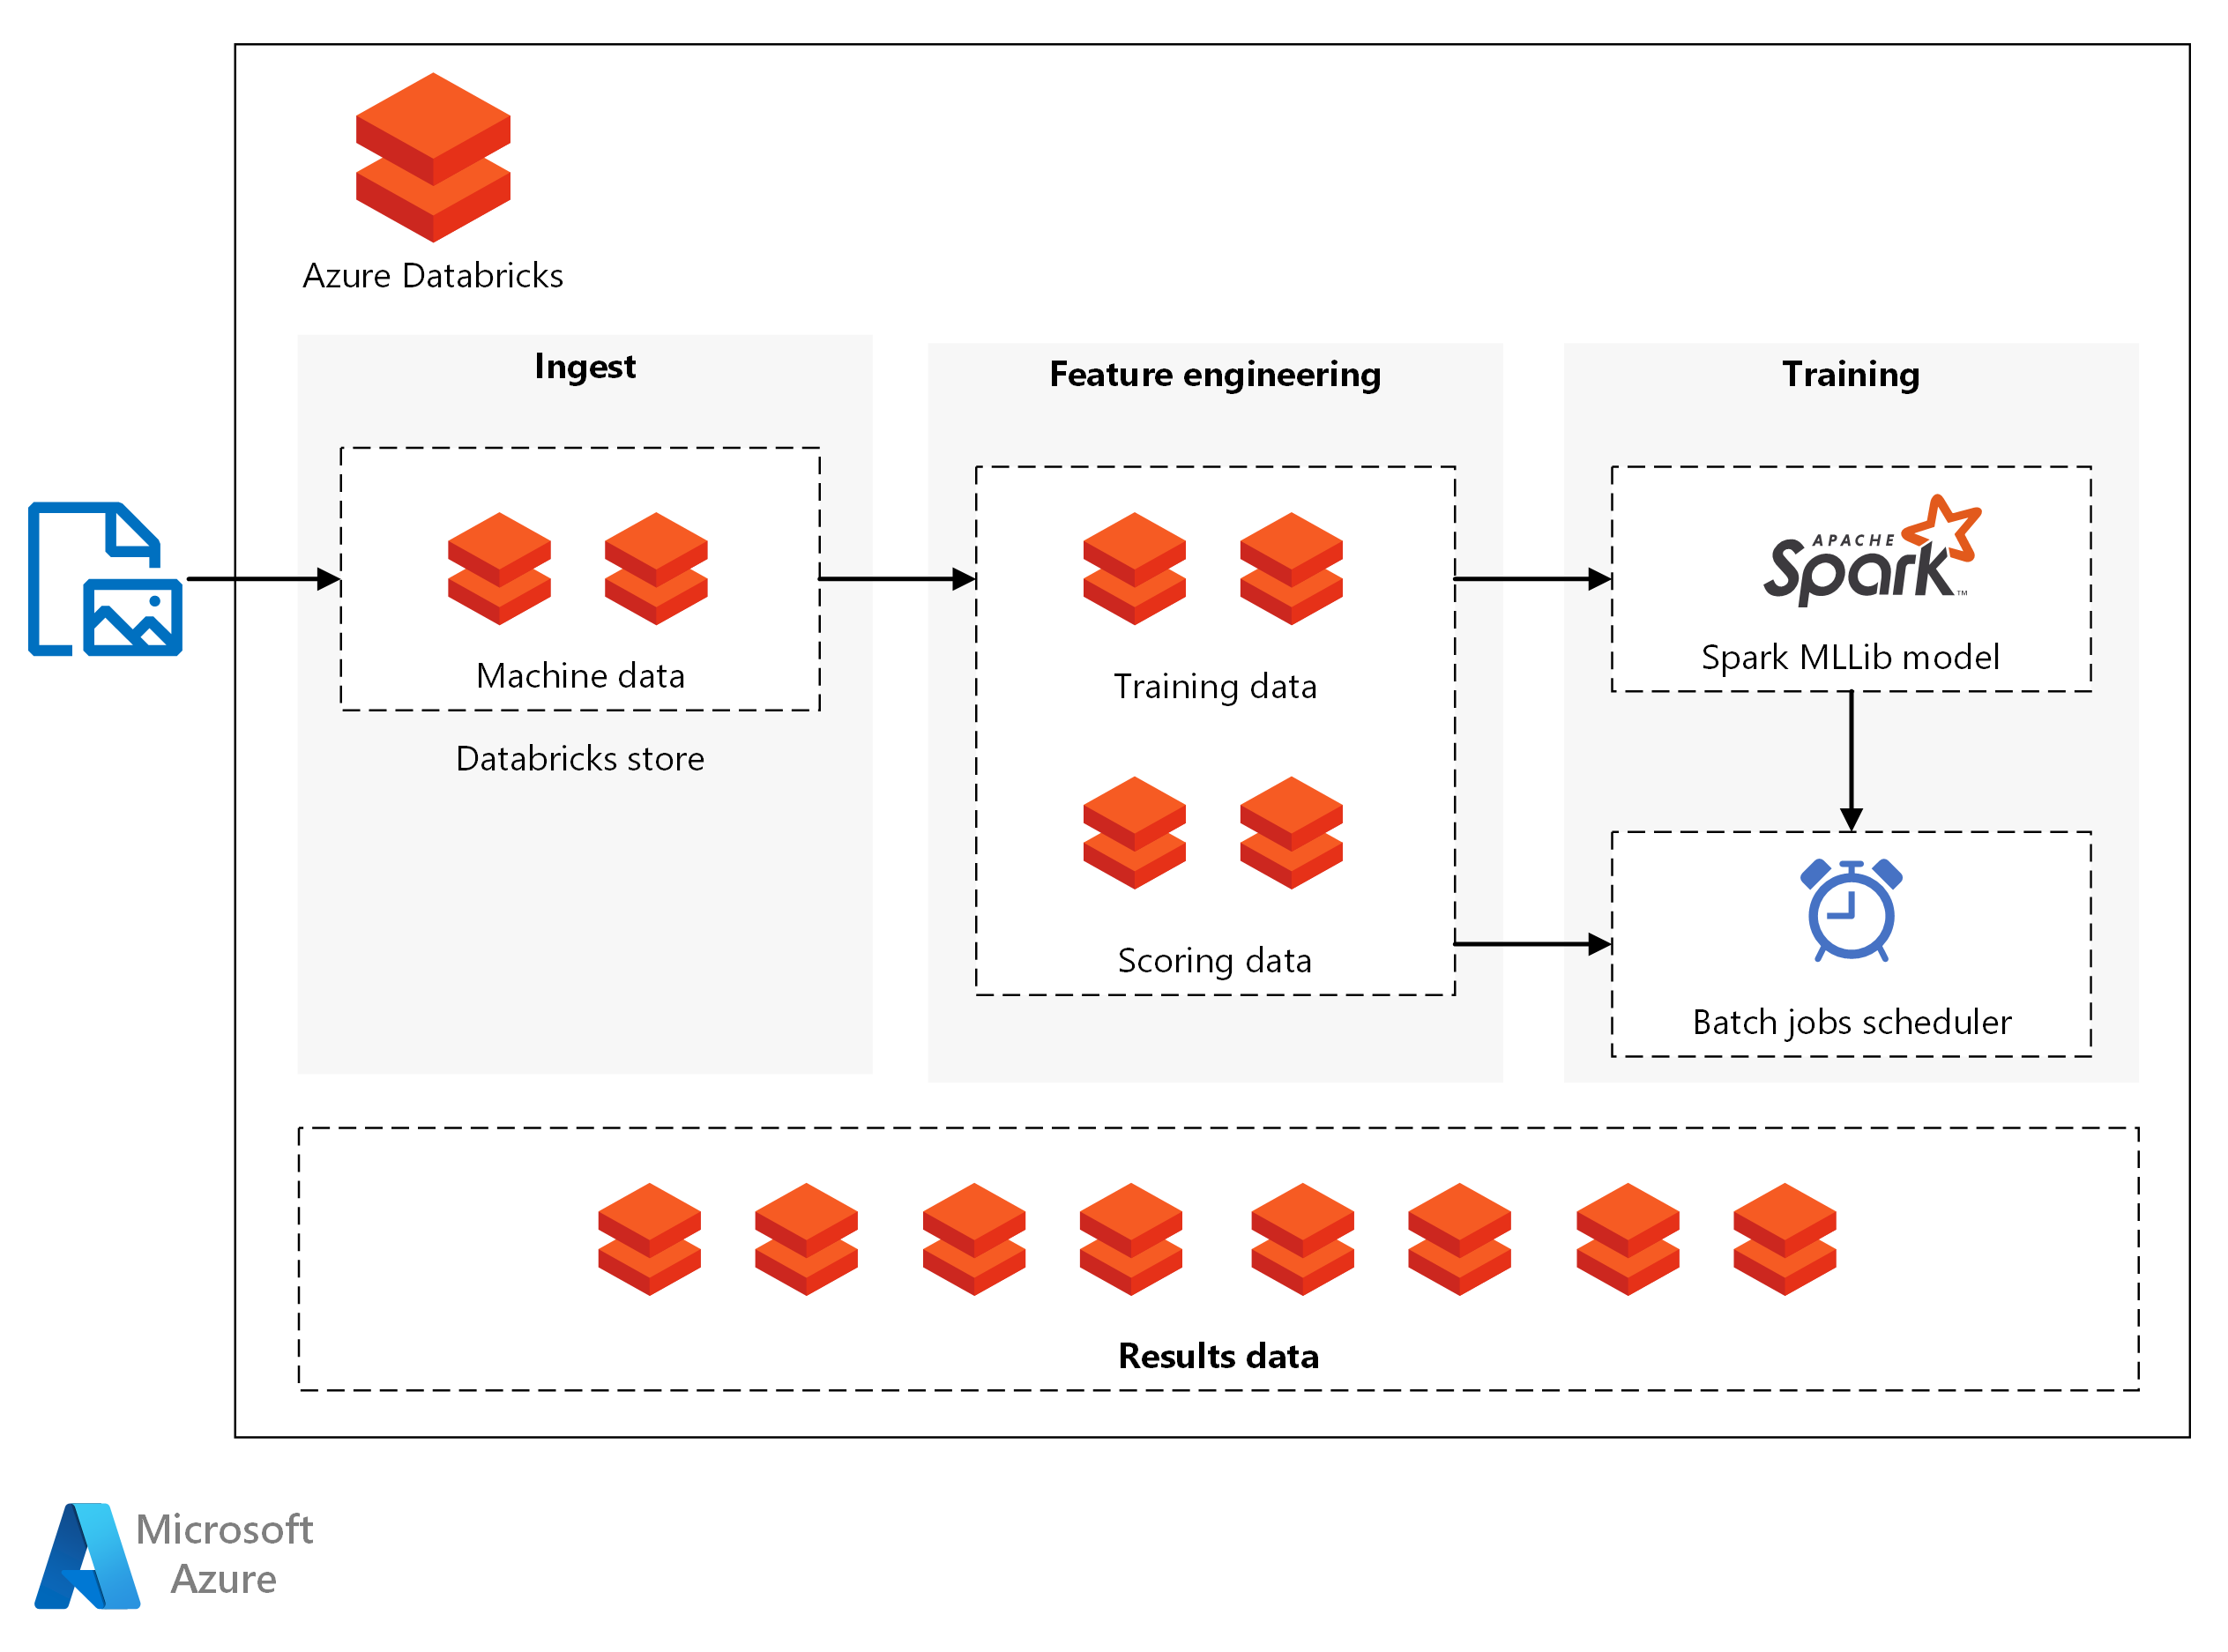 Azure Databricks
Ingest
Machine data
Databricks store
Feature engineering
Training data
Scoring data
Training
APACHE
Spark™
Spark MLLib model
Batch jobs scheduler
Results data
Microsoft
Azure